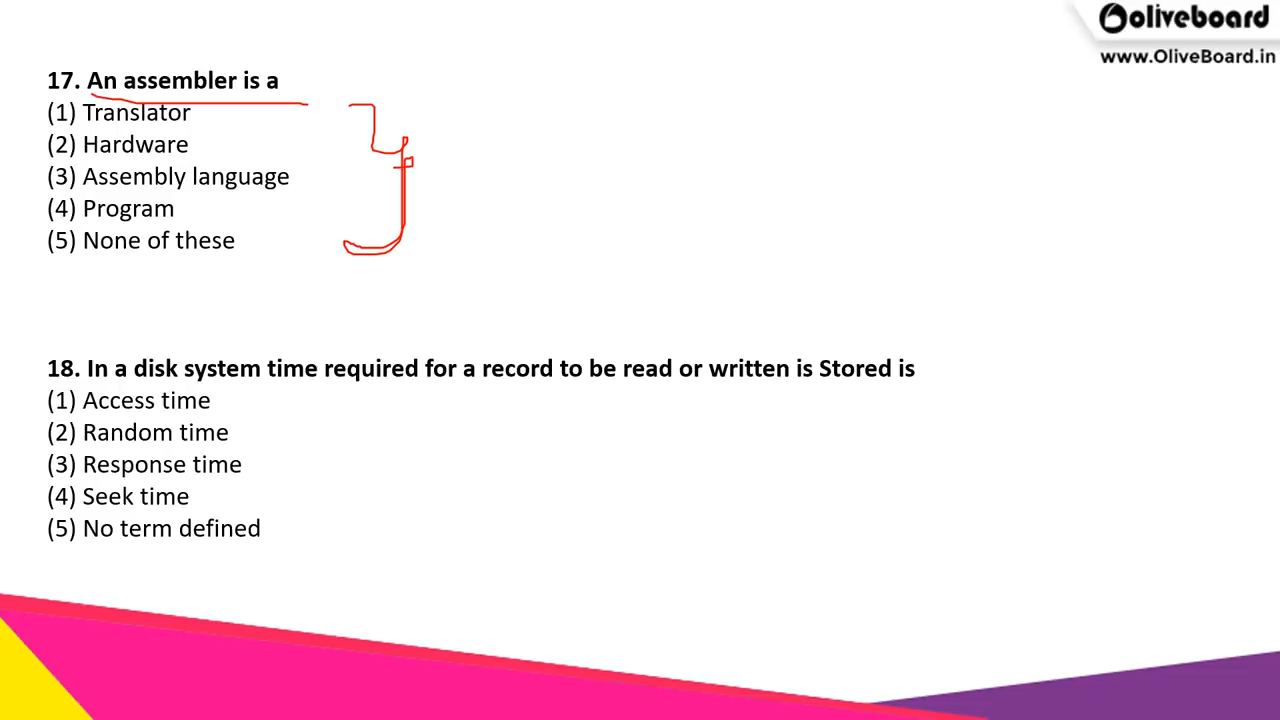 oliveboard
www.OliveBoard.in
17. An assembler is a
(1) Translator
(2) Hardware
(3) Assembly language
(4) Program
(5) None of these
18. In a disk system time required for a record to be read or written is Stored is
(1) Access time
(2) Random time
(3) Response time
(4) Seek time
(5) No term defined